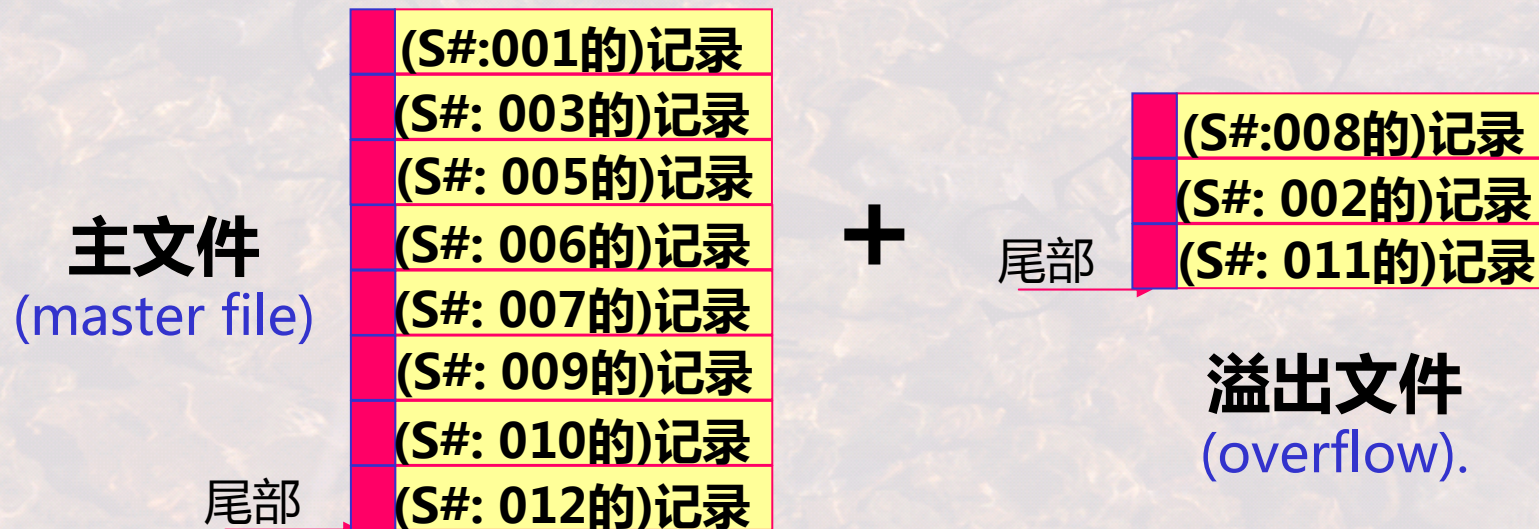 (S#:001的)记录
(S#: 003的)记录
(S#: 005的)记录
(S#: 006的)记录
(S#: 007的)记录
(S#: 009的)记录
(S#: 010的)记录
(S#: 012的)记录
主文件
(master file)
尾部
+
(S#:008的)记录
(S#: 002的)记录
(S#: 011的)记录
尾部
溢出文件
(overflow).